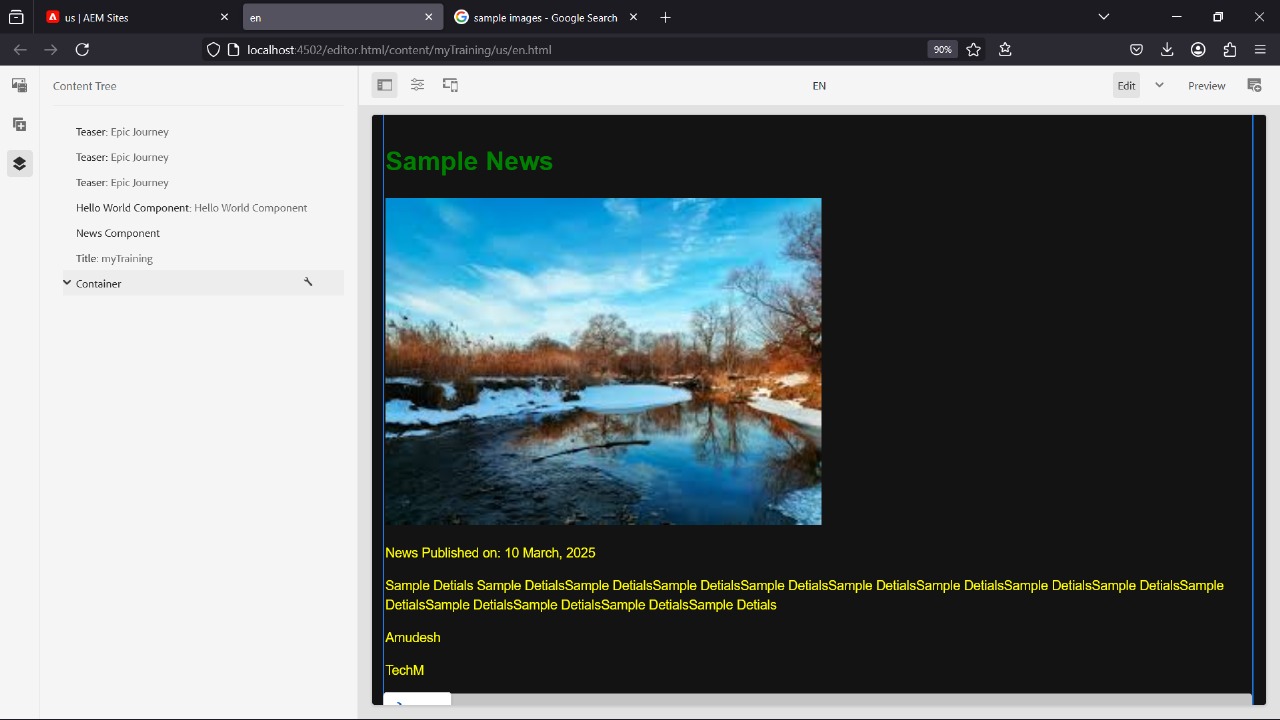 us | AEM Sites
en
sample images - Google Search
localhost:4502/editor.html/content/myTraining/us/en.html
90%
Content Tree
EN
Edit
Preview
Teaser: Epic Journey
Teaser: Epic Journey
Teaser: Epic Journey
Hello World Component: Hello World Component
News Component
Title: myTraining
Container
Sample News
News Published on: 10 March, 2025
Sample Detials Sample DetialsSample DetialsSample DetialsSample DetialsSample DetialsSample DetialsSample DetialsSample DetialsSample
DetialsSample DetialsSample DetialsSample DetialsSample Detials
Amudesh
TechM